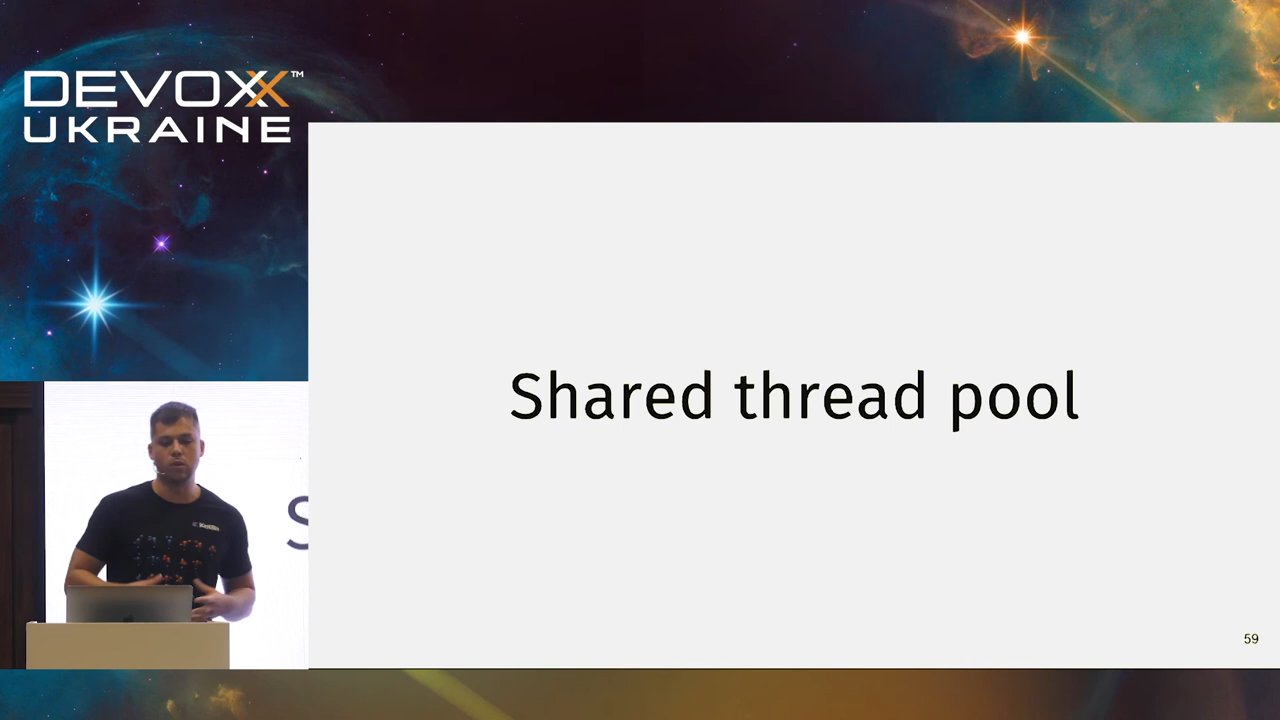 DEVOXX™
UKRAINE
Shared thread pool
S
59